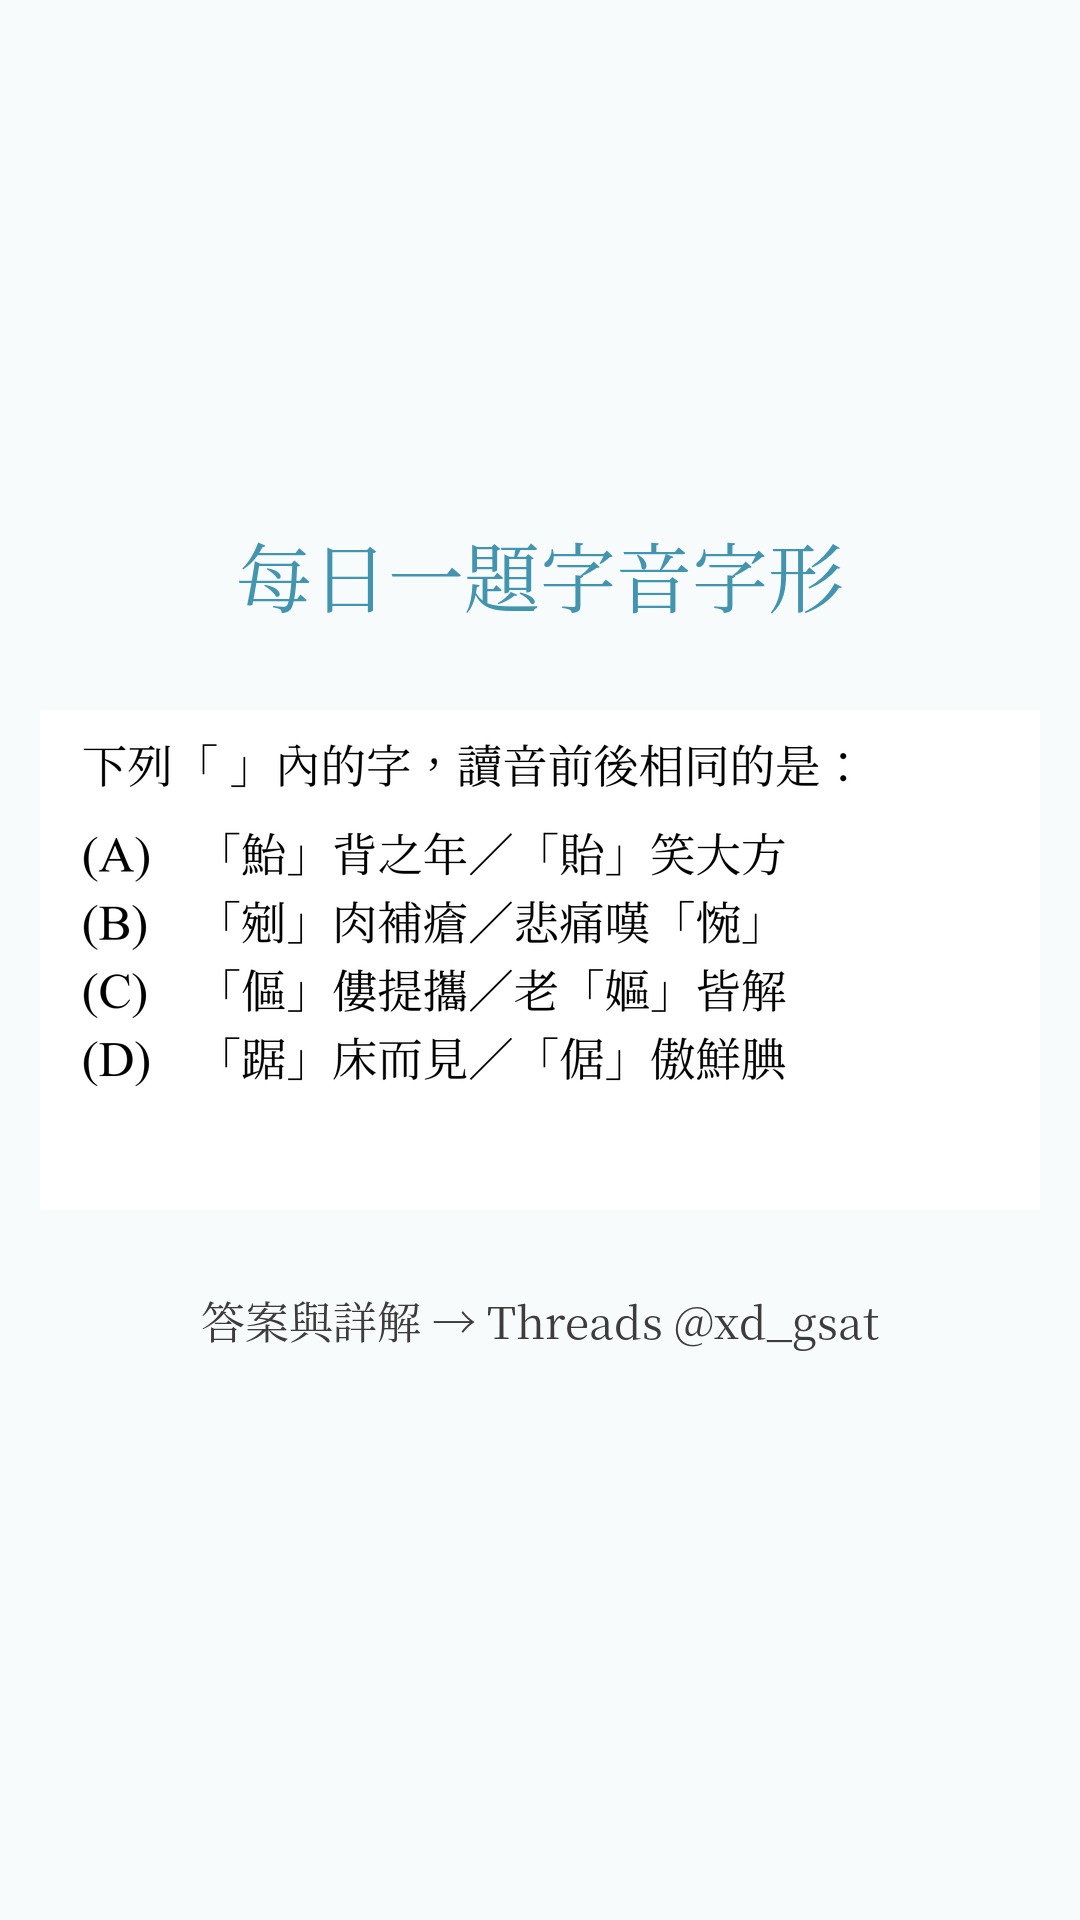 每日一題字音字形
下列「 」內的字，讀音前後相同的是：
(A) 「鮐」背之年／「貽」笑大方
(B) 「剜」肉補瘡／悲痛嘆「惋」
(C) 「傴」僂提攜／老「嫗」皆解
(D) 「踞」床而見／「倨」傲鮮腆
答案與詳解 → Threads @xd_gsat